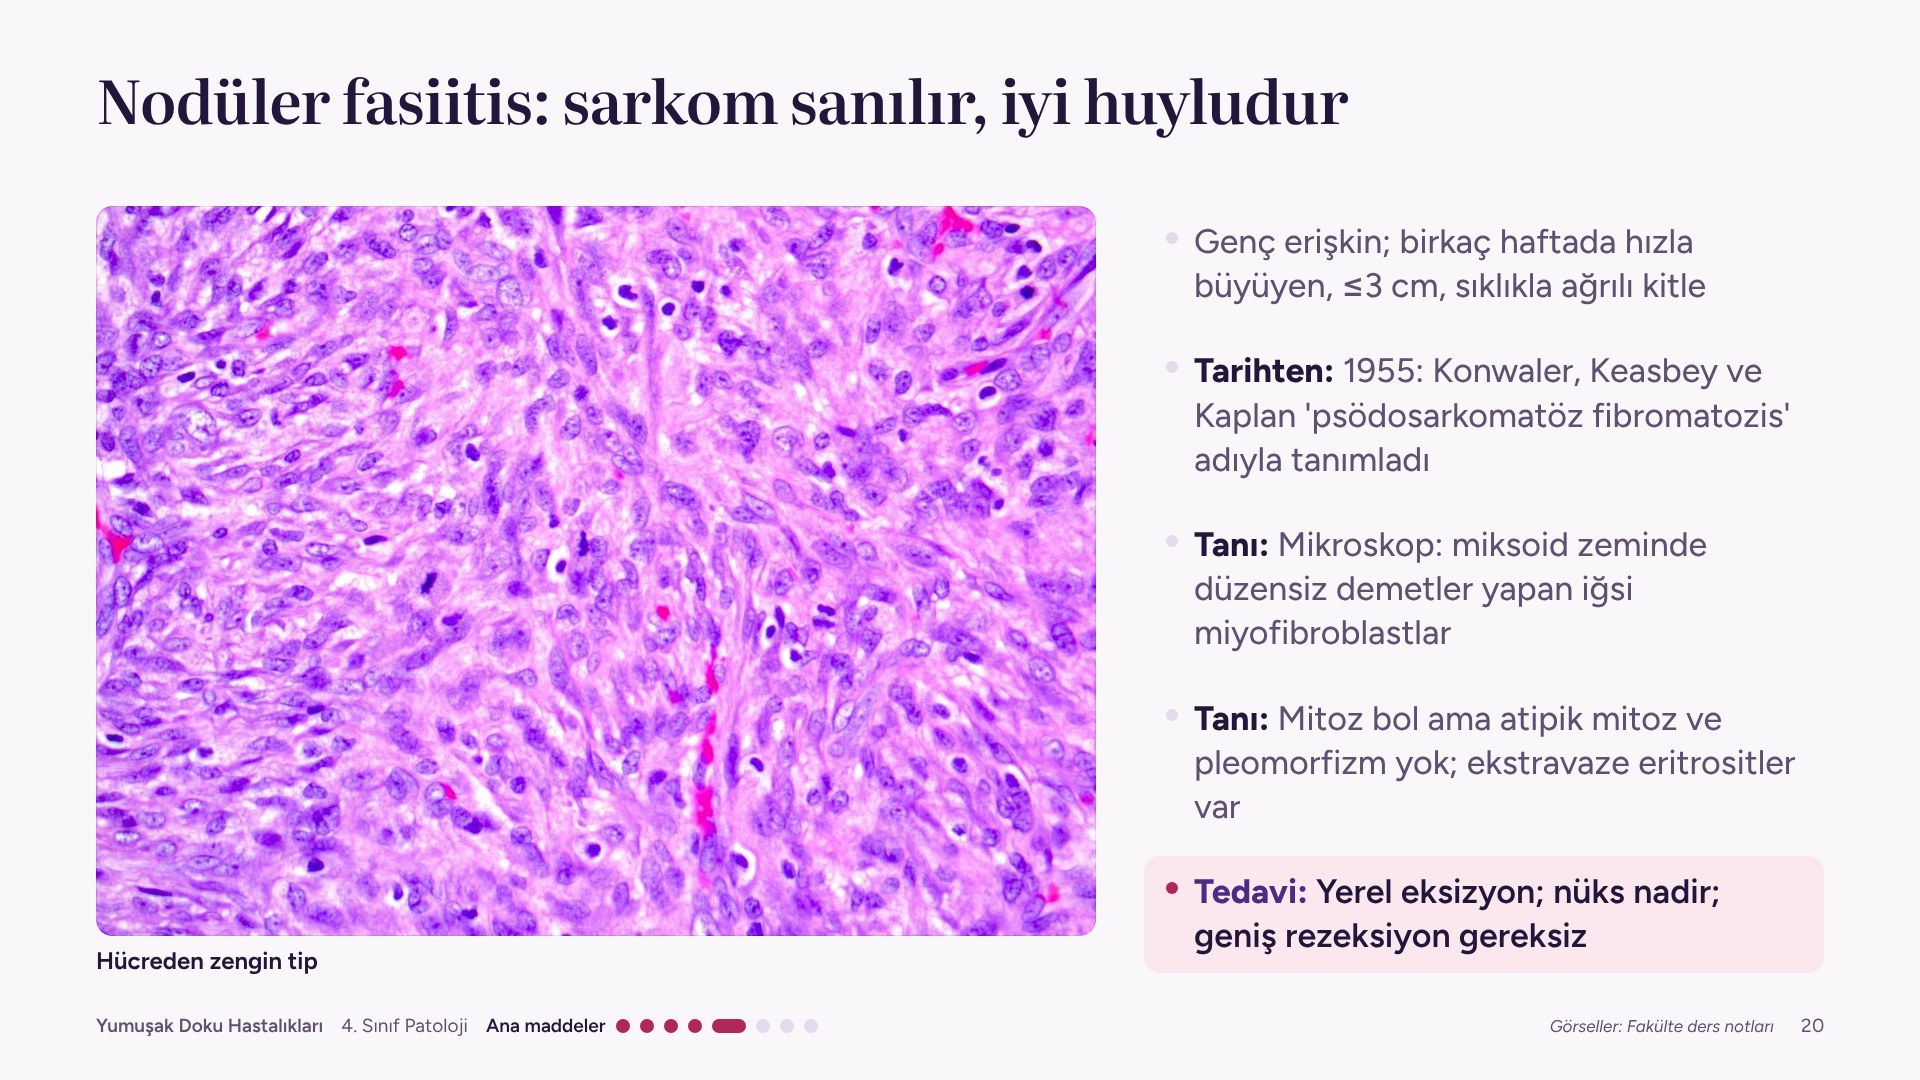 Nodüler fasiitis: sarkom sanılır, iyi huyludur
Genç erişkin; birkaç haftada hızla
büyüyen, ≤3 cm, sıklıkla ağrılı kitle
Tarihten: 1955: Konwaler, Keasbey ve
Kaplan 'psödosarkomatöz fibromatozis'
adıyla tanımladı
Tanı: Mikroskop: miksoid zeminde
düzensiz demetler yapan iğsi
miyofibroblastlar
Tanı: Mitoz bol ama atipik mitoz ve
pleomorfizm yok; ekstravaze eritrositler
var
Tedavi: Yerel eksizyon; nüks nadir;
geniş rezeksiyon gereksiz
Hücreden zengin tip
Yumuşak Doku Hastalıkları 4. Sınıf Patoloji Ana maddeler
Görseller: Fakülte ders notları 20